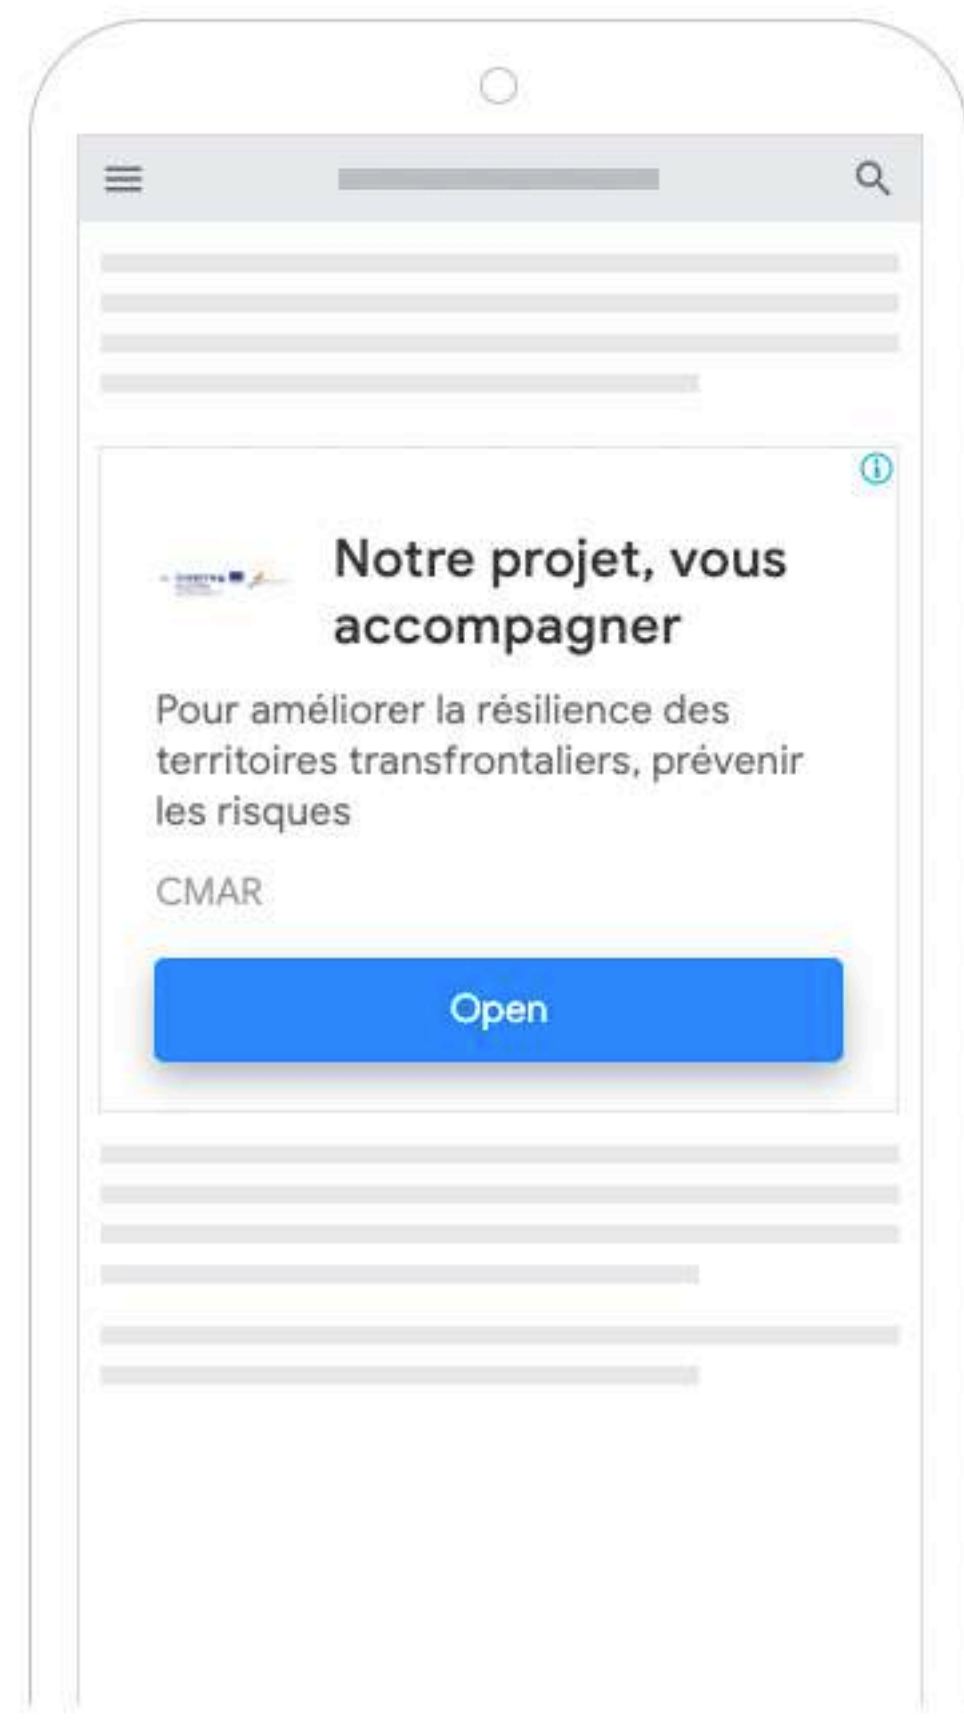 Notre projet, vous
accompagner
Pour améliorer la résilience des
territoires transfrontaliers, prévenir
les risques
CMAR
Open